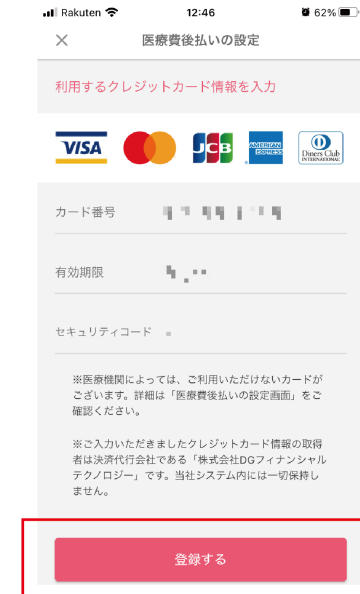 Rakuten 12:46 62%
× 医療費後払いの設定
利用するクレジットカード情報を入力
VISA JCB AMERICAN EXPRESS Diners Club INTERNATIONAL
カード番号
有効期限
セキュリティコード
※医療機関によっては、ご利用いただけないカードが
ございます。詳細は「医療費後払いの設定画面」をご
確認ください。
※ご入力いただきましたクレジットカード情報の取得
者は決済代行会社である「株式会社DGフィナンシャル
テクノロジー」です。当社システム内には一切保持し
ません。
登録する